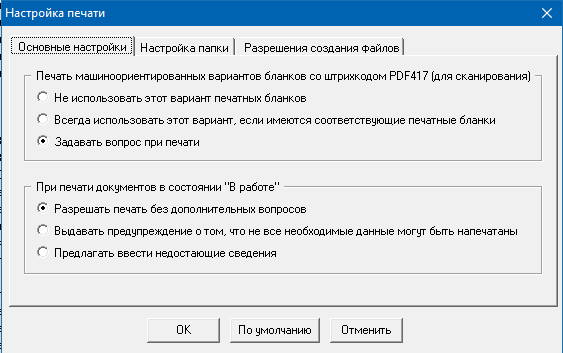 Настройка печати
Основные настройки Настройка папки Разрешения создания файлов
Печать машиноориентированных вариантов бланков со штрихкодом PDF417 (для сканирования)
Не использовать этот вариант печатных бланков
Всегда использовать этот вариант, если имеются соответствующие печатные бланки
Задавать вопрос при печати
При печати документов в состоянии "В работе"
Разрешать печать без дополнительных вопросов
Выдавать предупреждение о том, что не все необходимые данные могут быть напечатаны
Предлагать ввести недостающие сведения
OK По умолчанию Отменить